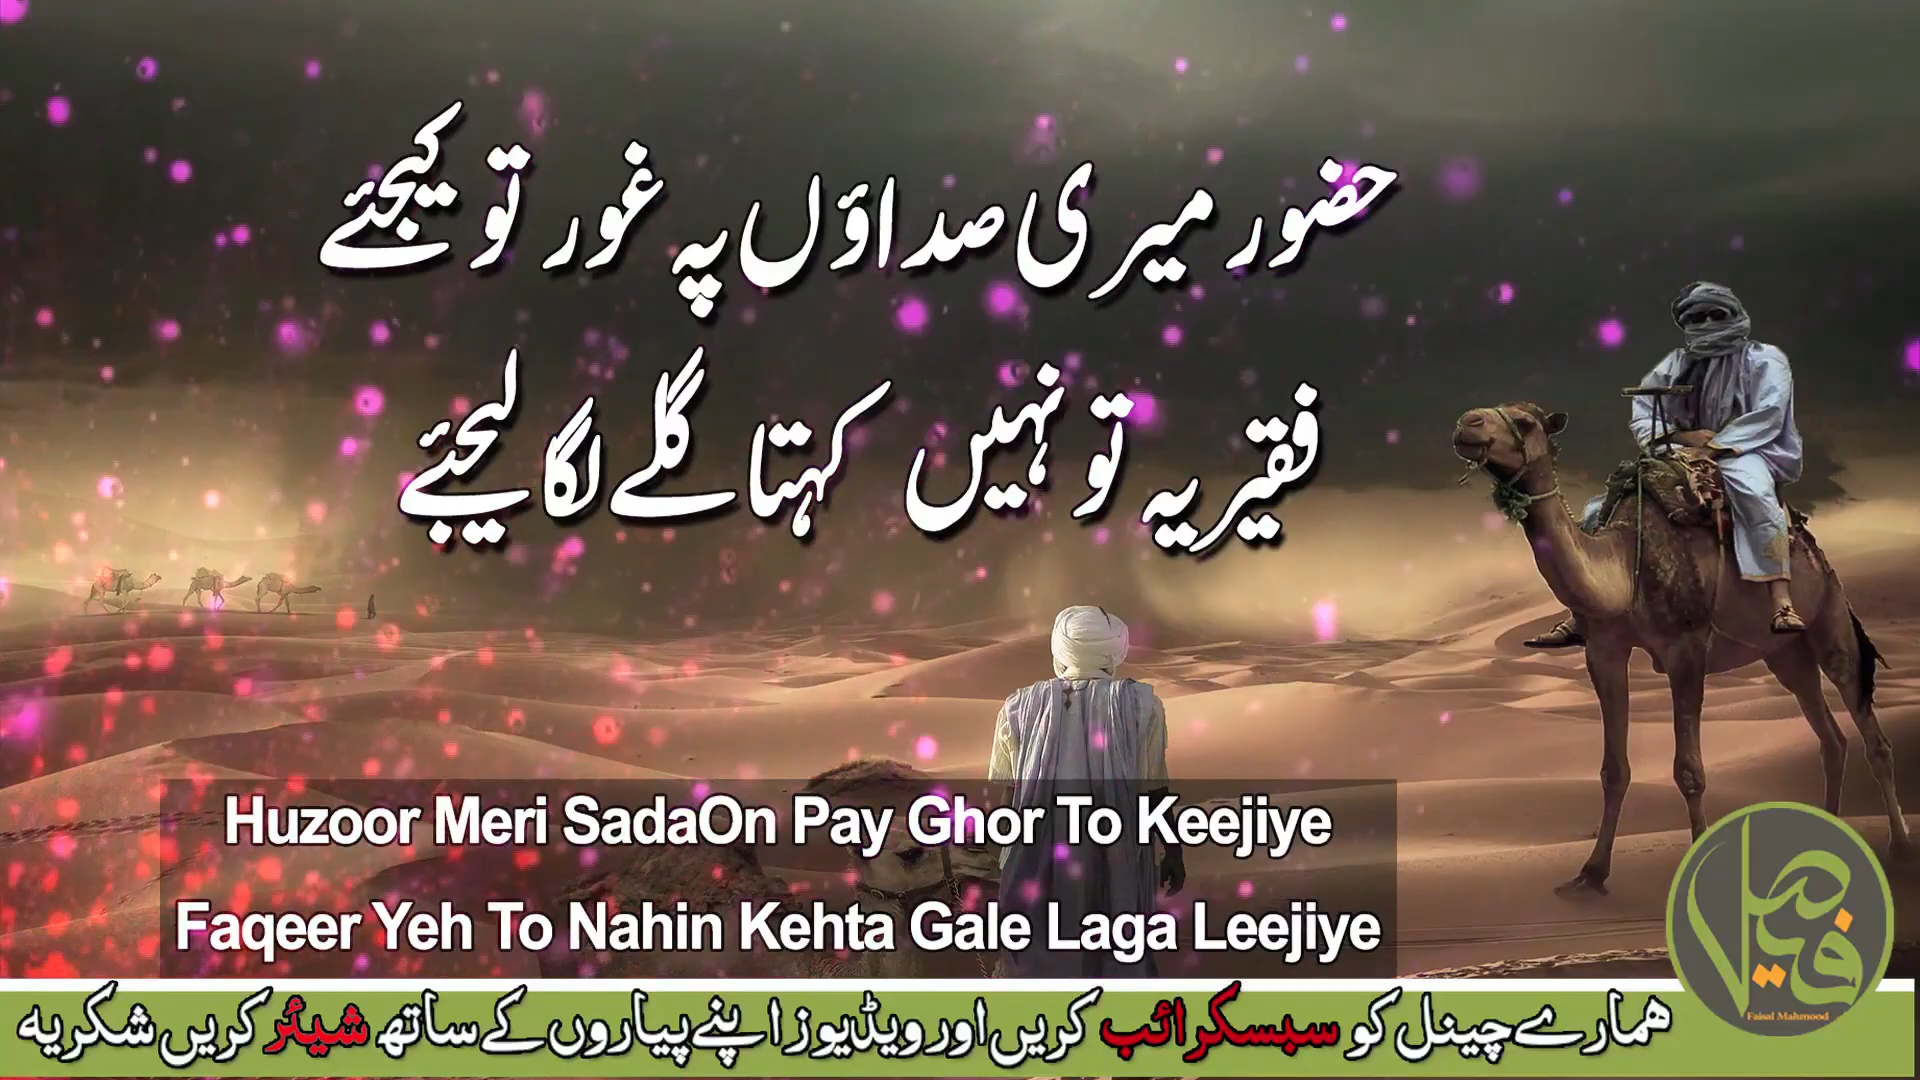 حضور میری صداؤں پہ غور تو کیجئے
فقیر یہ تو نہیں کہتا گلے لگا لیجئے
Huzoor Meri SadaOn Pay Ghor To Keejiye
Faqeer Yeh To Nahin Kehta Gale Laga Leejiye
فیصل
Faisal Mahmood
ہمارے چینل کو سبسکرائب کریں اور ویڈیوز اپنے پیاروں کے ساتھ شیئر کریں شکریہ